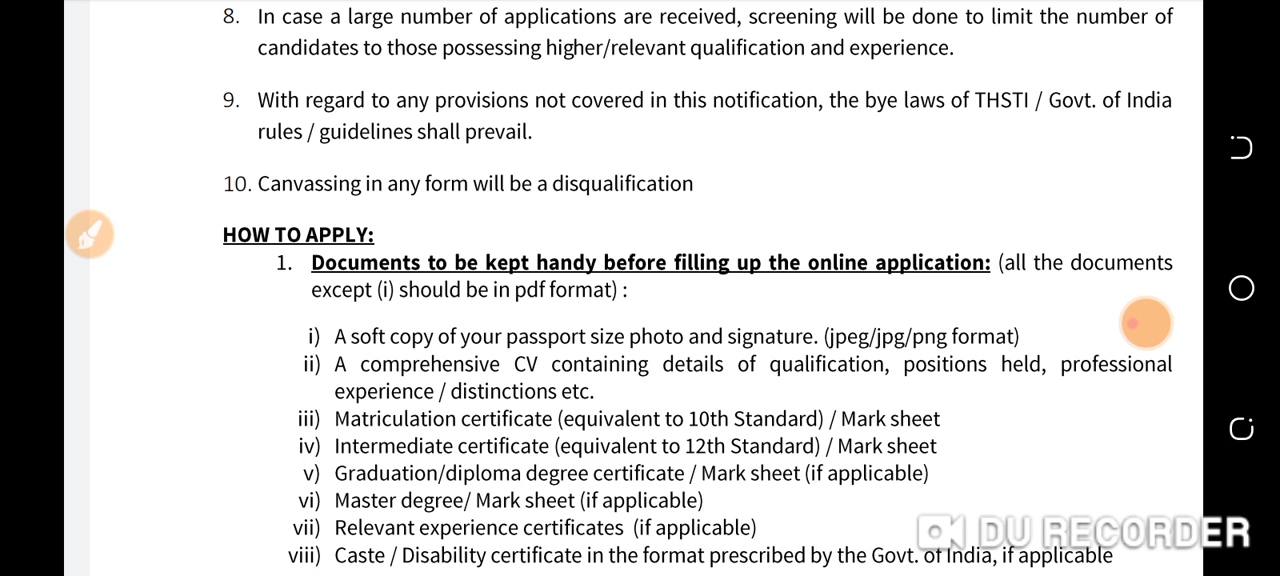 8. In case a large number of applications are received, screening will be done to limit the number of
candidates to those possessing higher/relevant qualification and experience.
9. With regard to any provisions not covered in this notification, the bye laws of THSTI / Govt. of India
rules / guidelines shall prevail.
10. Canvassing in any form will be a disqualification
HOW TO APPLY:
1. Documents to be kept handy before filling up the online application: (all the documents
except (i) should be in pdf format) :
i) A soft copy of your passport size photo and signature. (jpeg/jpg/png format)
ii) A comprehensive CV containing details of qualification, positions held, professional
experience / distinctions etc.
iii) Matriculation certificate (equivalent to 10th Standard) / Mark sheet
iv) Intermediate certificate (equivalent to 12th Standard) / Mark sheet
v) Graduation/diploma degree certificate / Mark sheet (if applicable)
vi) Master degree/ Mark sheet (if applicable)
vii) Relevant experience certificates (if applicable)
viii) Caste / Disability certificate in the format prescribed by the Govt. of India, if applicable
DU RECORDER